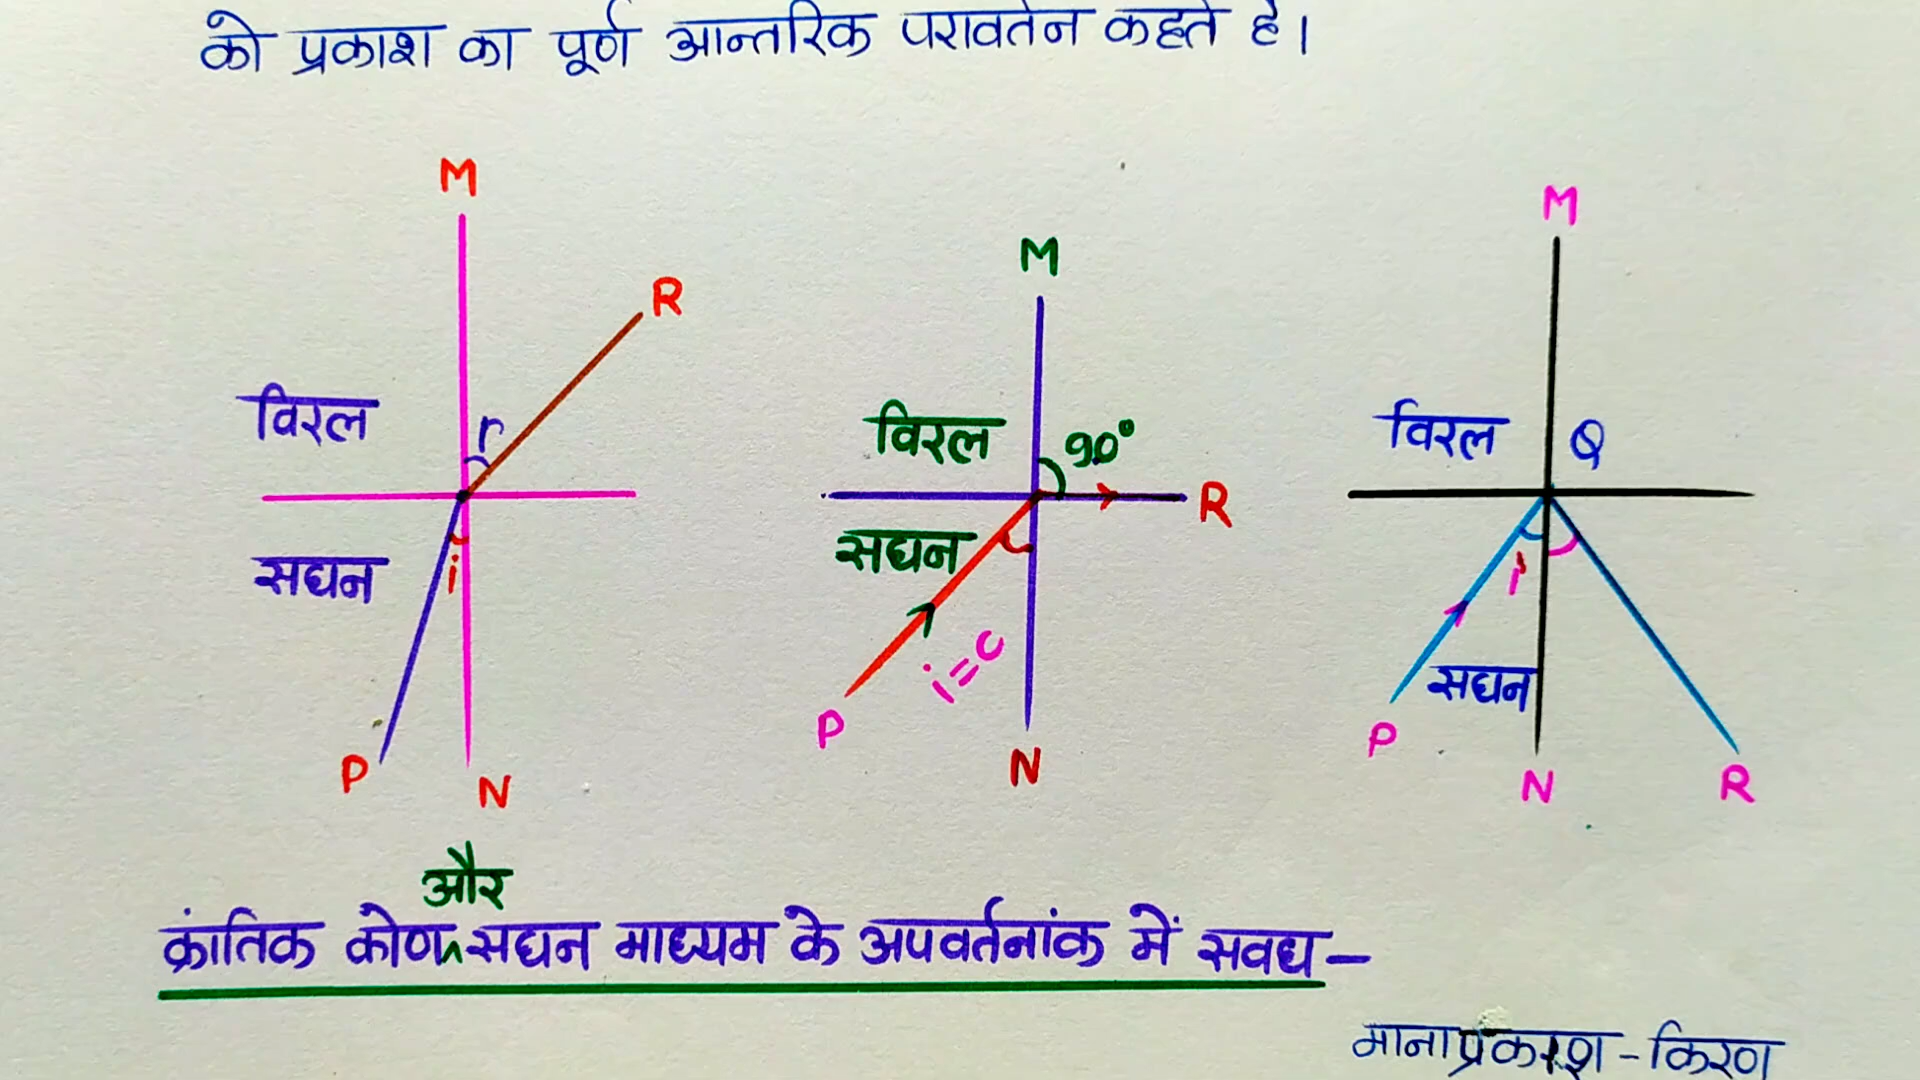 को प्रकाश का पूर्ण आन्तरिक परावर्तन कहते है।
M
R
विरल
r
सघन
i
P
N
M
विरल
90°
R
सघन
i=c
P
N
M
विरल
Q
i
सघन
P
N
R
और
क्रांतिक कोण^सघन माध्यम के अपवर्तनांक में सवध—
माना प्रकाश-किरण